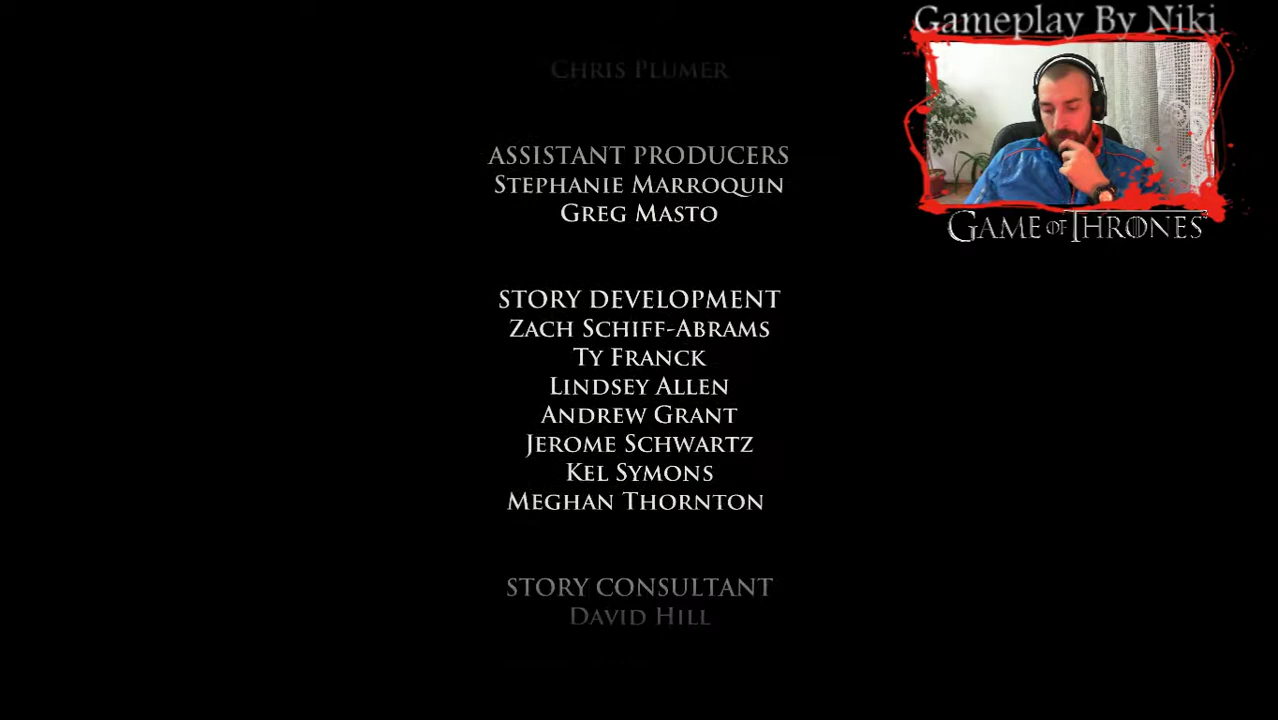 Gameplay By Niki
CHRIS PLUMER
GAME OF THRONES
ASSISTANT PRODUCERS
STEPHANIE MARROQUIN
GREG MASTO
STORY DEVELOPMENT
ZACH SCHIFF-ABRAMS
TY FRANCK
LINDSEY ALLEN
ANDREW GRANT
JEROME SCHWARTZ
KEL SYMONS
MEGHAN THORNTON
STORY CONSULTANT
DAVID HILL